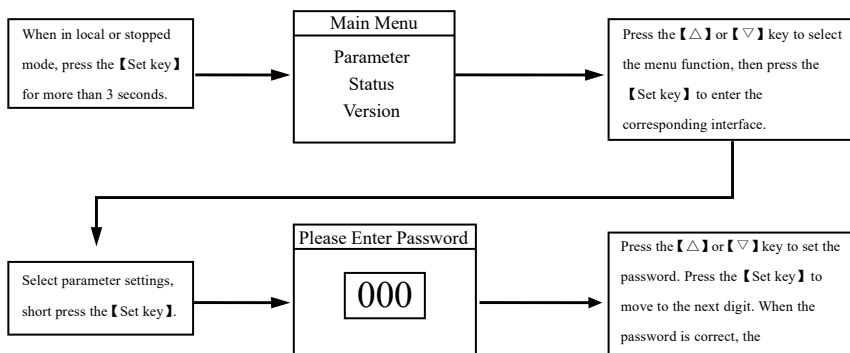 When in local or stopped
mode, press the【Set key】
for more than 3 seconds.
Main Menu
Parameter
Status
Version
Press the【△】or【▽】key to select
the menu function, then press the
【Set key】to enter the
corresponding interface.
Select parameter settings,
short press the【Set key】.
Please Enter Password
000
Press the【△】or【▽】key to set the
password. Press the【Set key】to
move to the next digit. When the
password is correct, the